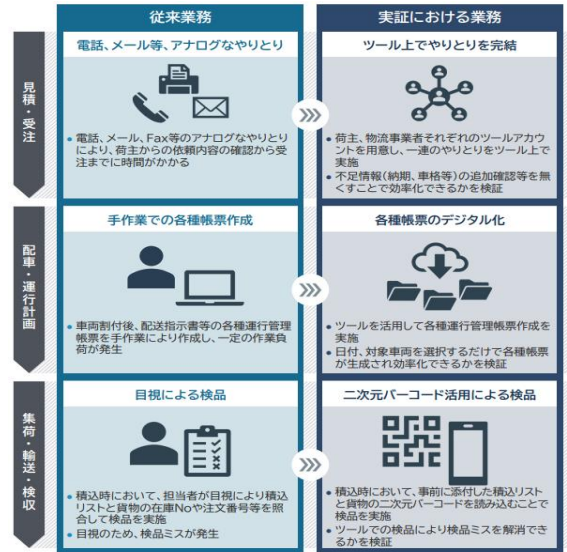 従来業務
実証における業務
見積・受注
電話、メール等、アナログなやりとり
電話、メール、Fax等のアナログなやりとり
により、荷主からの依頼内容の確認から受
注までに時間がかかる
ツール上でやりとりを完結
荷主、物流事業者それぞれのツールアカウ
ントを用意し、一連のやりとりをツール上で
実施
不足情報(納期、車格等)の追加確認等を無
くすことで効率化できるかを検証
配車・運行計画
手作業での各種帳票作成
車両割付後、配送指示書等の各種運行管理
帳票を手作業により作成し、一定の作業負
荷が発生
各種帳票のデジタル化
ツールを活用して各種運行管理帳票作成を
実施
日付、対象車両を選択するだけで各種帳票
が生成され効率化できるかを検証
集荷・輸送・検収
目視による検品
積込時において、担当者が目視により積込
リストと貨物の在庫Noや注文番号等を照
合して検品を実施
目視のため、検品ミスが発生
二次元バーコード活用による検品
積込時において、事前に添付した積込リスト
と貨物の二次元バーコードを読み込むことで
検品を実施
ツールでの検品により検品ミスを解消でき
るかを検証